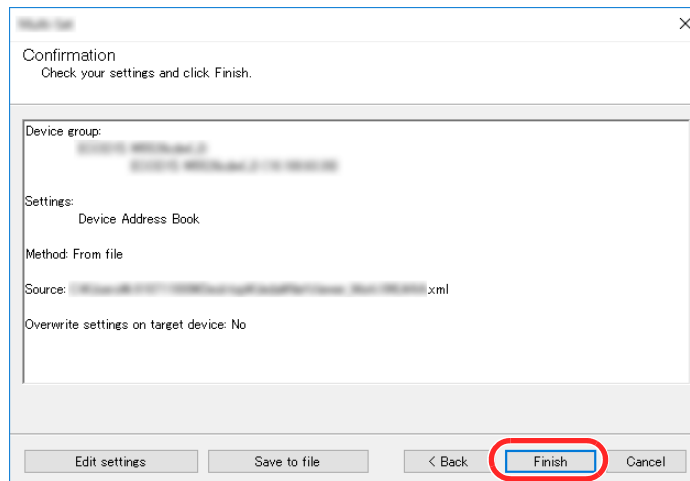 Confirmation
Check your settings and click Finish.
Device group:
Settings:
Device Address Book
Method: From file
Source: .xml
Overwrite settings on target device: No
Edit settings
Save to file
< Back
Finish
Cancel